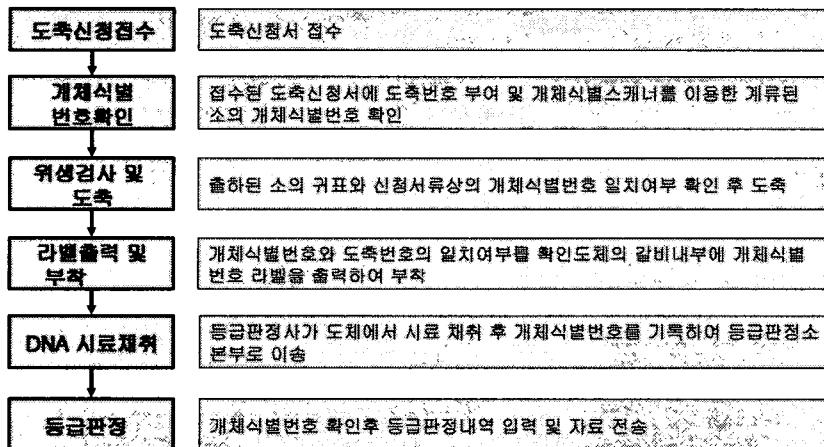 도축신청접수
도축신청서 접수
개체식별
번호확인
접수된 도축신청서에 도축번호 부여 및 개체식별스캐너를 이용한 계류된
소의 개체식별번호 확인
위생검사 및
도축
출하된 소의 귀표와 신청서류상의 개체식별번호 일치여부 확인 후 도축
라벨출력 및
부착
개체식별번호와 도축번호의 일치여부를 확인도체의 갈비내부에 개체식별
번호 라벨을 출력하여 부착
DNA 시료채취
등급판정사가 도체에서 시료 채취 후 개체식별번호를 기록하여 등급판정소
본부로 이송
등급판정
개체식별번호 확인후 등급판정내역 입력 및 자료 전송